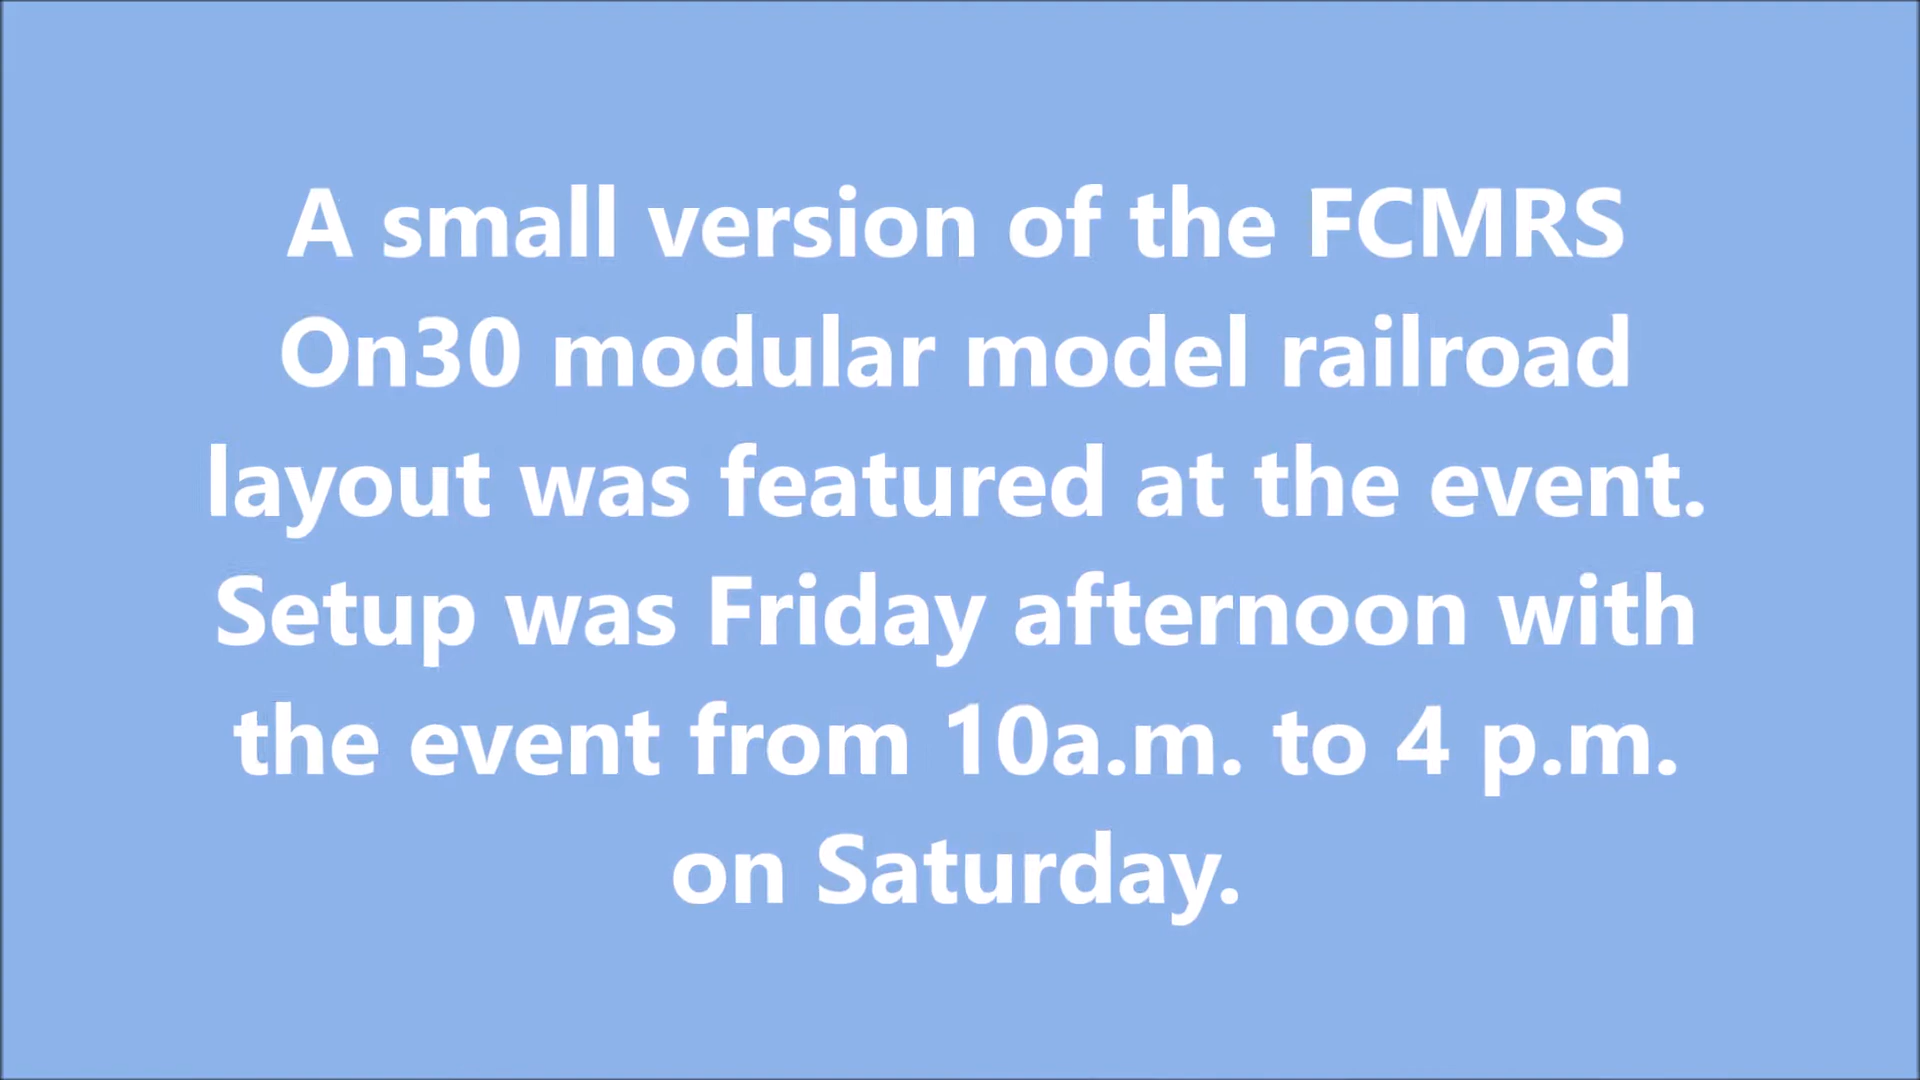 A small version of the FCMRS
On30 modular model railroad
layout was featured at the event.
Setup was Friday afternoon with
the event from 10a.m. to 4 p.m.
on Saturday.